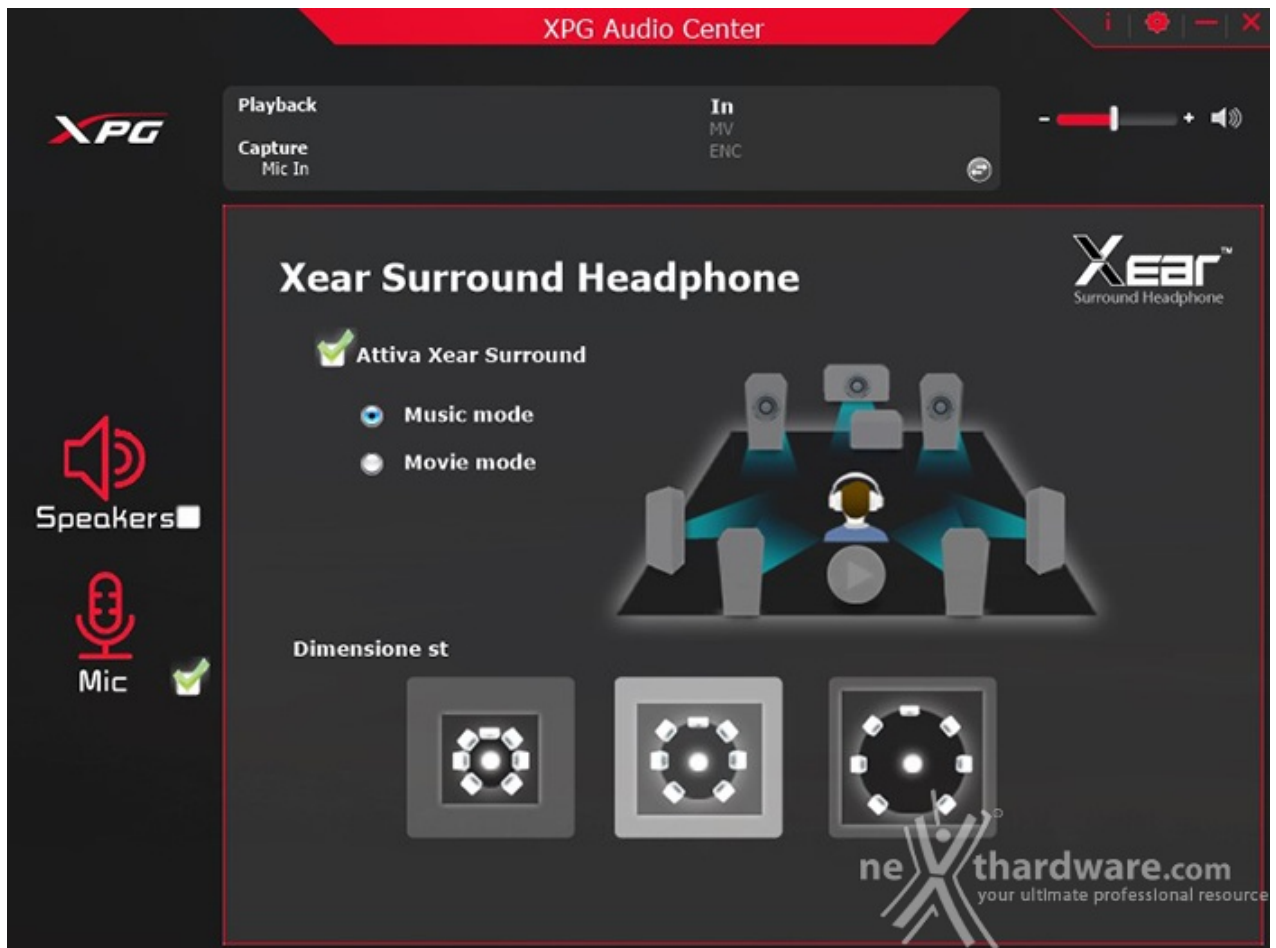 XPG Audio Center
i
XPG
Playback
In
MV
Capture
ENC
Mic In
- +
Xear Surround Headphone
Xear™
Surround Headphone
Attiva Xear Surround
Music mode
Movie mode
Speakers
Mic
Dimensione st
nexthardware.com
your ultimate professional resource